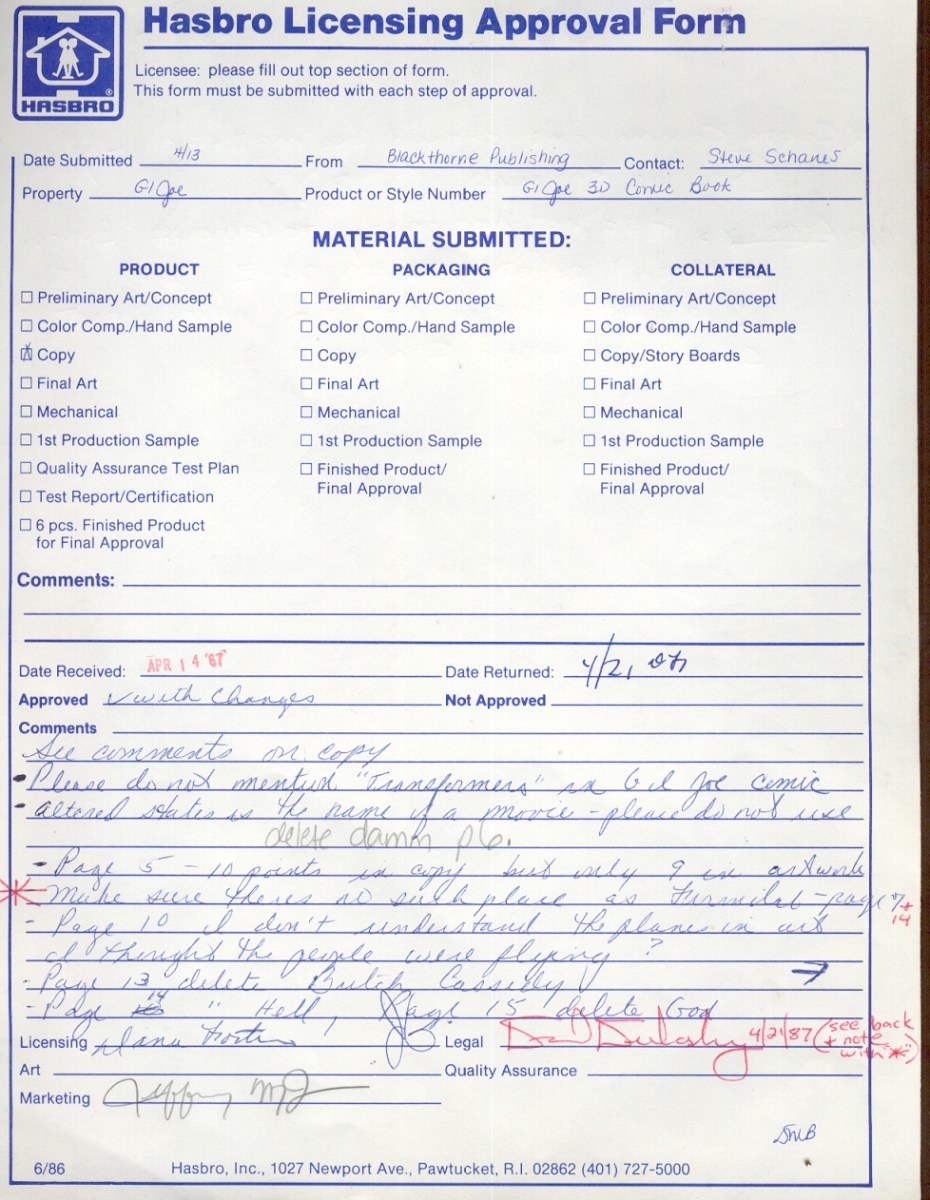 Hasbro Licensing Approval Form
HASBRO
®
Licensee: please fill out top section of form.
This form must be submitted with each step of approval.
Date Submitted 4/13 From Blackthorne Publishing Contact: Steve Schanes
Property GI Joe Product or Style Number GI Joe 3D Comic Book
MATERIAL SUBMITTED:
PRODUCT
☐ Preliminary Art/Concept
☐ Color Comp./Hand Sample
☒ Copy
☐ Final Art
☐ Mechanical
☐ 1st Production Sample
☐ Quality Assurance Test Plan
☐ Test Report/Certification
☐ 6 pcs. Finished Product
for Final Approval
PACKAGING
☐ Preliminary Art/Concept
☐ Color Comp./Hand Sample
☐ Copy
☐ Final Art
☐ Mechanical
☐ 1st Production Sample
☐ Finished Product/
Final Approval
COLLATERAL
☐ Preliminary Art/Concept
☐ Color Comp./Hand Sample
☐ Copy/Story Boards
☐ Final Art
☐ Mechanical
☐ 1st Production Sample
☐ Finished Product/
Final Approval
Comments:
Date Received: APR 14 '87 Date Returned: 4/21
Approved ✓ with Changes Not Approved
Comments
See comments on copy
- Please do not mention "Transformers" in G I Joe comic
- altered states is the name of a movie - please do not use
delete damn p 6.
- Page 5 - 10 points in copy but only 9 in artwork
* - Make sure theres no such place as - page 7 + 14
- Page 10 I don't understand the planes in art
I thought the people were flying?
- Page 13 delete Butch Cassidy →
- Page 14 " Hell, Page 15 delete God
Licensing Dana Legal 4/21/87 (see back + note with "*")
Art Quality Assurance
Marketing Jeffrey
SMB
6/86 Hasbro, Inc., 1027 Newport Ave., Pawtucket, R.I. 02862 (401) 727-5000